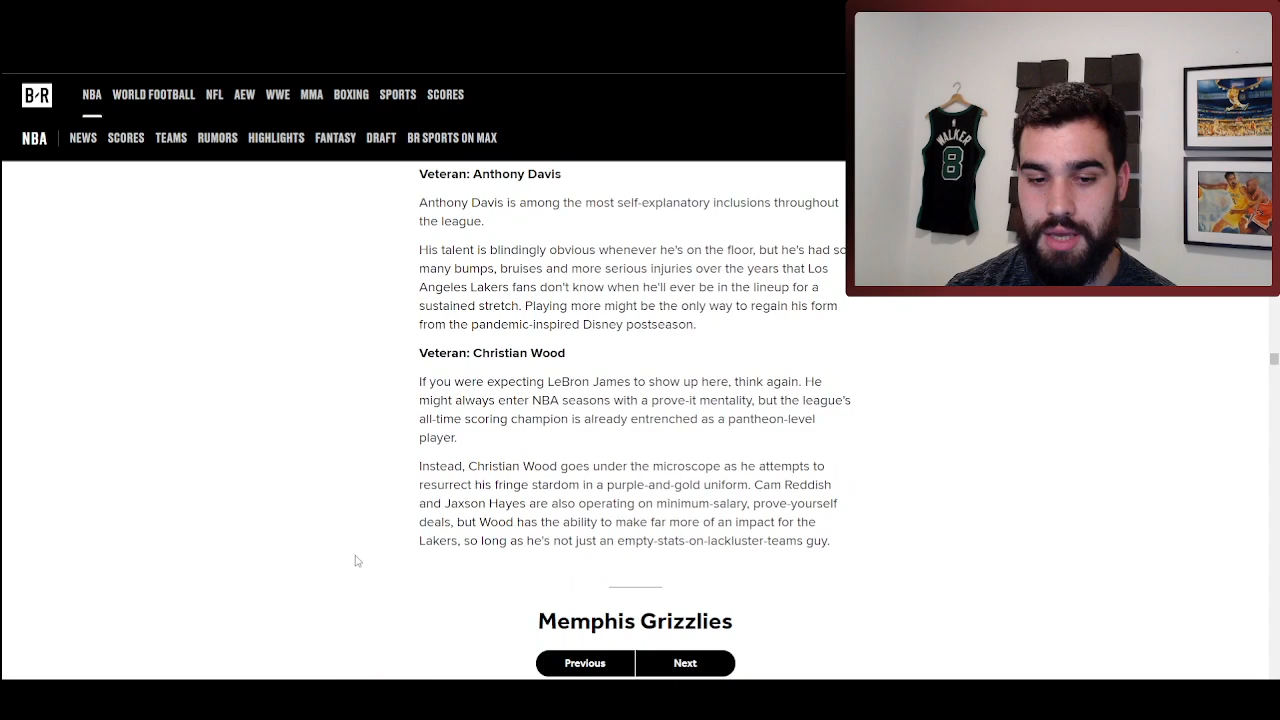 B/R
NBA WORLD FOOTBALL NFL AEW WWE MMA BOXING SPORTS SCORES
NBA NEWS SCORES TEAMS RUMORS HIGHLIGHTS FANTASY DRAFT BR SPORTS ON MAX
WALKER
8
Veteran: Anthony Davis
Anthony Davis is among the most self-explanatory inclusions throughout
the league.
His talent is blindingly obvious whenever he's on the floor, but he's had so
many bumps, bruises and more serious injuries over the years that Los
Angeles Lakers fans don't know when he'll ever be in the lineup for a
sustained stretch. Playing more might be the only way to regain his form
from the pandemic-inspired Disney postseason.
Veteran: Christian Wood
If you were expecting LeBron James to show up here, think again. He
might always enter NBA seasons with a prove-it mentality, but the league's
all-time scoring champion is already entrenched as a pantheon-level
player.
Instead, Christian Wood goes under the microscope as he attempts to
resurrect his fringe stardom in a purple-and-gold uniform. Cam Reddish
and Jaxson Hayes are also operating on minimum-salary, prove-yourself
deals, but Wood has the ability to make far more of an impact for the
Lakers, so long as he's not just an empty-stats-on-lackluster-teams guy.
Memphis Grizzlies
Previous Next